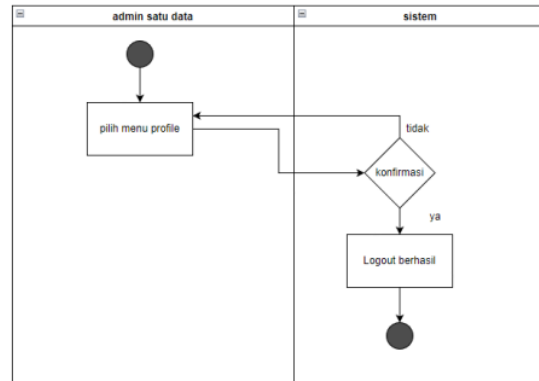 admin satu data
sistem
pilih menu profile
tidak
konfirmasi
ya
Logout berhasil